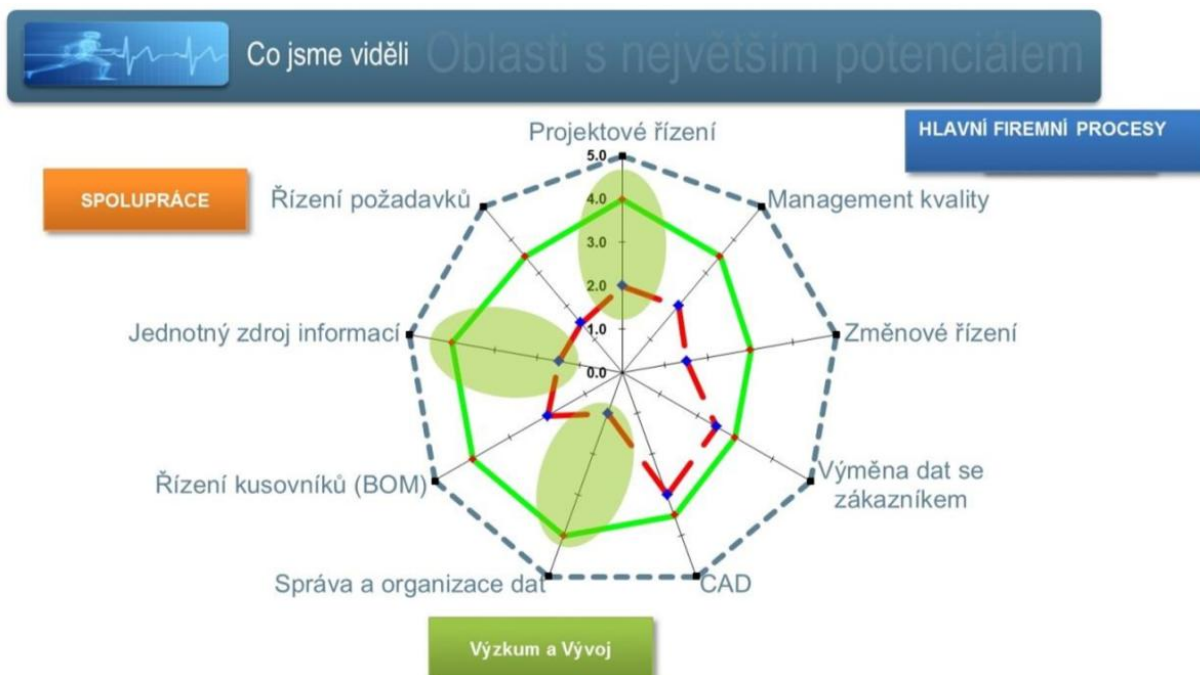 Co jsme viděli Oblasti s největším potenciálem
HLAVNÍ FIREMNÍ PROCESY
SPOLUPRÁCE
Projektové řízení
Management kvality
Změnové řízení
Výměna dat se
zákazníkem
CAD
Správa a organizace dat
Řízení kusovníků (BOM)
Jednotný zdroj informací
Řízení požadavků
5.0
4.0
3.0
2.0
1.0
0.0
Výzkum a Vývoj